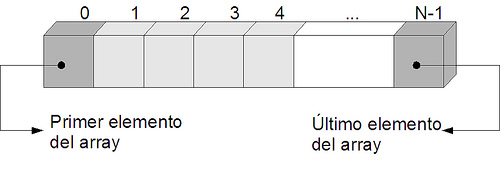 0 1 2 3 4 ... N-1
Primer elemento
del array
Último elemento
del array